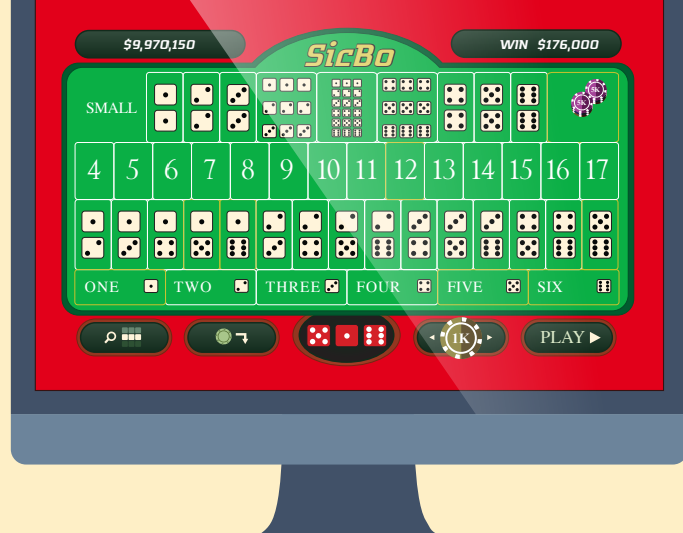 $9,970,150
SicBo
WIN $176,000
SMALL
5K
5K
4 5 6 7 8 9 10 11 12 13 14 15 16 17
ONE TWO THREE FOUR FIVE SIX
1K
PLAY